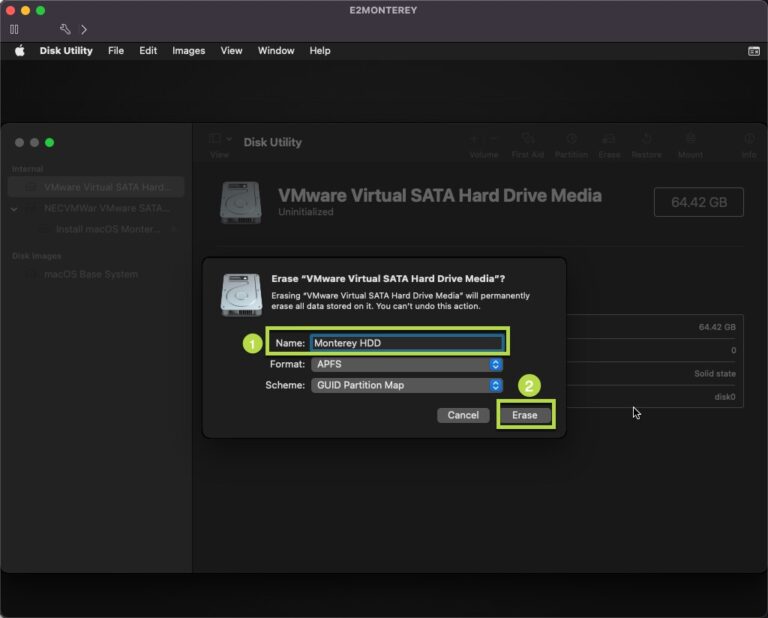 E2MONTEREY
Disk Utility File Edit Images View Window Help
Disk Utility
View
Volume First Aid Partition Erase Restore Mount Info
Internal
VMware Virtual SATA Hard...
NECVMWar VMware SATA...
Install macOS Monter...
Disk Images
macOS Base System
VMware Virtual SATA Hard Drive Media
Uninitialized
64.42 GB
Erase “VMware Virtual SATA Hard Drive Media”?
Erasing “VMware Virtual SATA Hard Drive Media” will permanently
erase all data stored on it. You can't undo this action.
1
Name: Monterey HDD
Format: APFS
Scheme: GUID Partition Map
2
Cancel Erase
64.42 GB
0
Solid state
disk0